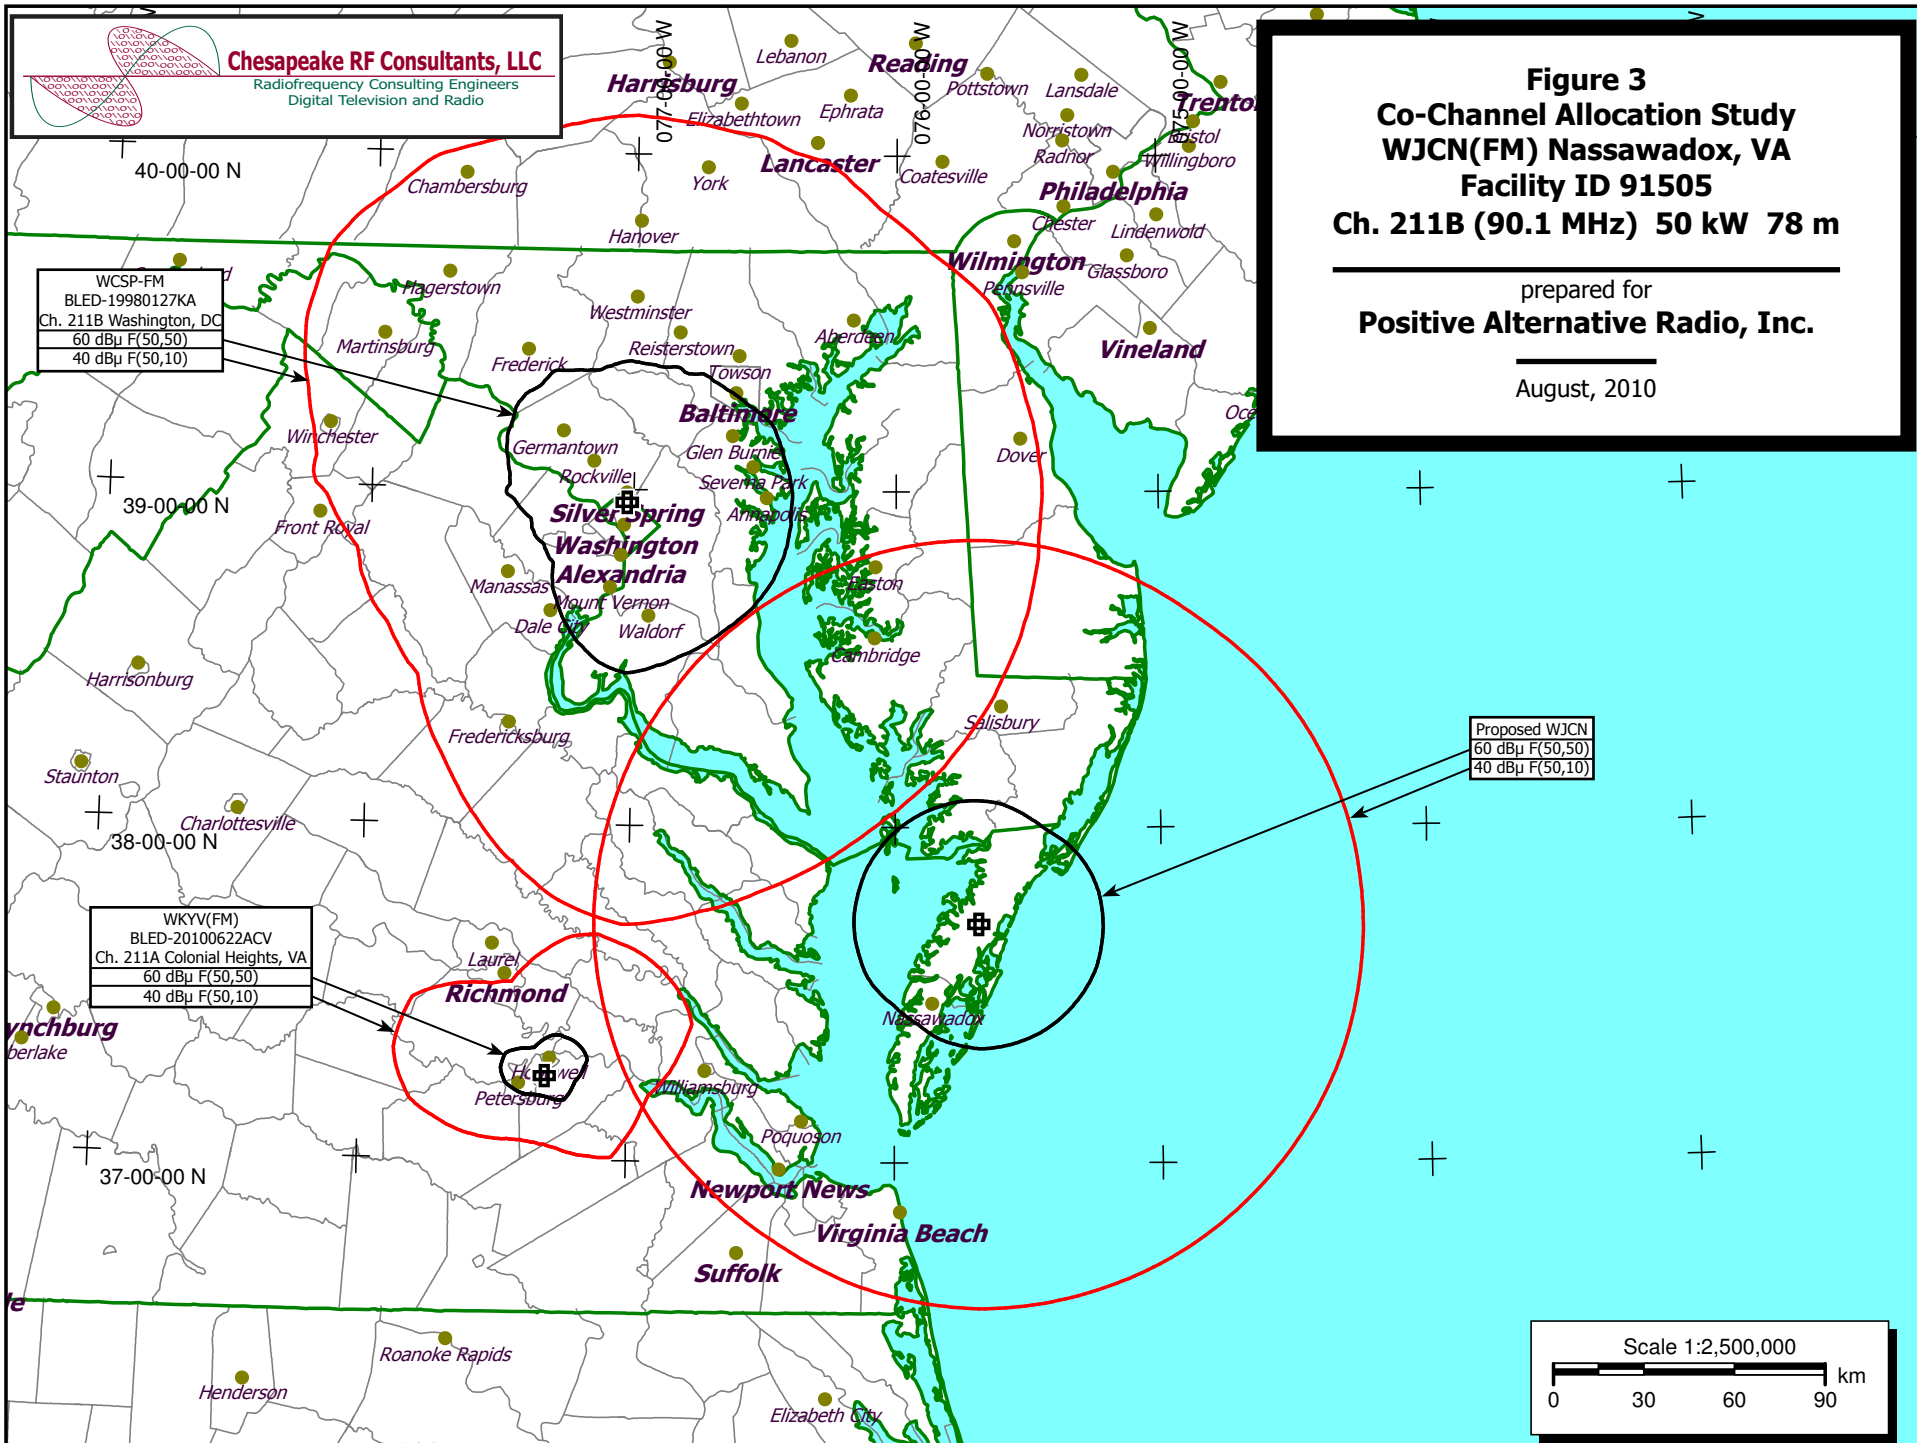 Chesapeake RF Consultants, LLC
Radiofrequency Consulting Engineers
Digital Television and Radio
Figure 3
Co-Channel Allocation Study
WJCN(FM) Nassawadox, VA
Facility ID 91505
Ch. 211B (90.1 MHz) 50 kW 78 m
prepared for
Positive Alternative Radio, Inc.
August, 2010
077-00-00 W
076-00-00 W
075-00-00 W
W
W
Lebanon
Reading
Harrisburg
Pottstown
Lansdale
Elizabethtown
Ephrata
Trento
Norristown
Bristol
Radnor
Willingboro
40-00-00 N
Lancaster
York
Coatesville
Chambersburg
Philadelphia
Chester
Lindenwold
Hanover
Wilmington
Glassboro
Pennsville
WCSP-FM
BLED-19980127KA
Ch. 211B Washington, DC
60 dBµ F(50,50)
40 dBµ F(50,10)
Hagerstown
Westminster
Aberdeen
Martinsburg
Reisterstown
Vineland
Frederick
Towson
Baltimore
Oce
Winchester
Germantown
Glen Burnie
Dover
Rockville
Severna Park
39-00-00 N
Front Royal
Silver Spring
Annapolis
Washington
Alexandria
Manassas
Easton
Mount Vernon
Dale City
Waldorf
Cambridge
Harrisonburg
Fredericksburg
Salisbury
Proposed WJCN
60 dBµ F(50,50)
40 dBµ F(50,10)
Staunton
Charlottesville
38-00-00 N
WKYV(FM)
BLED-20100622ACV
Ch. 211A Colonial Heights, VA
60 dBµ F(50,50)
40 dBµ F(50,10)
Laurel
Richmond
Nassawadox
ynchburg
berlake
Hopewell
Petersburg
Williamsburg
Poquoson
37-00-00 N
Newport News
Virginia Beach
Suffolk
le
Roanoke Rapids
Henderson
Elizabeth City
Scale 1:2,500,000
km
0 30 60 90